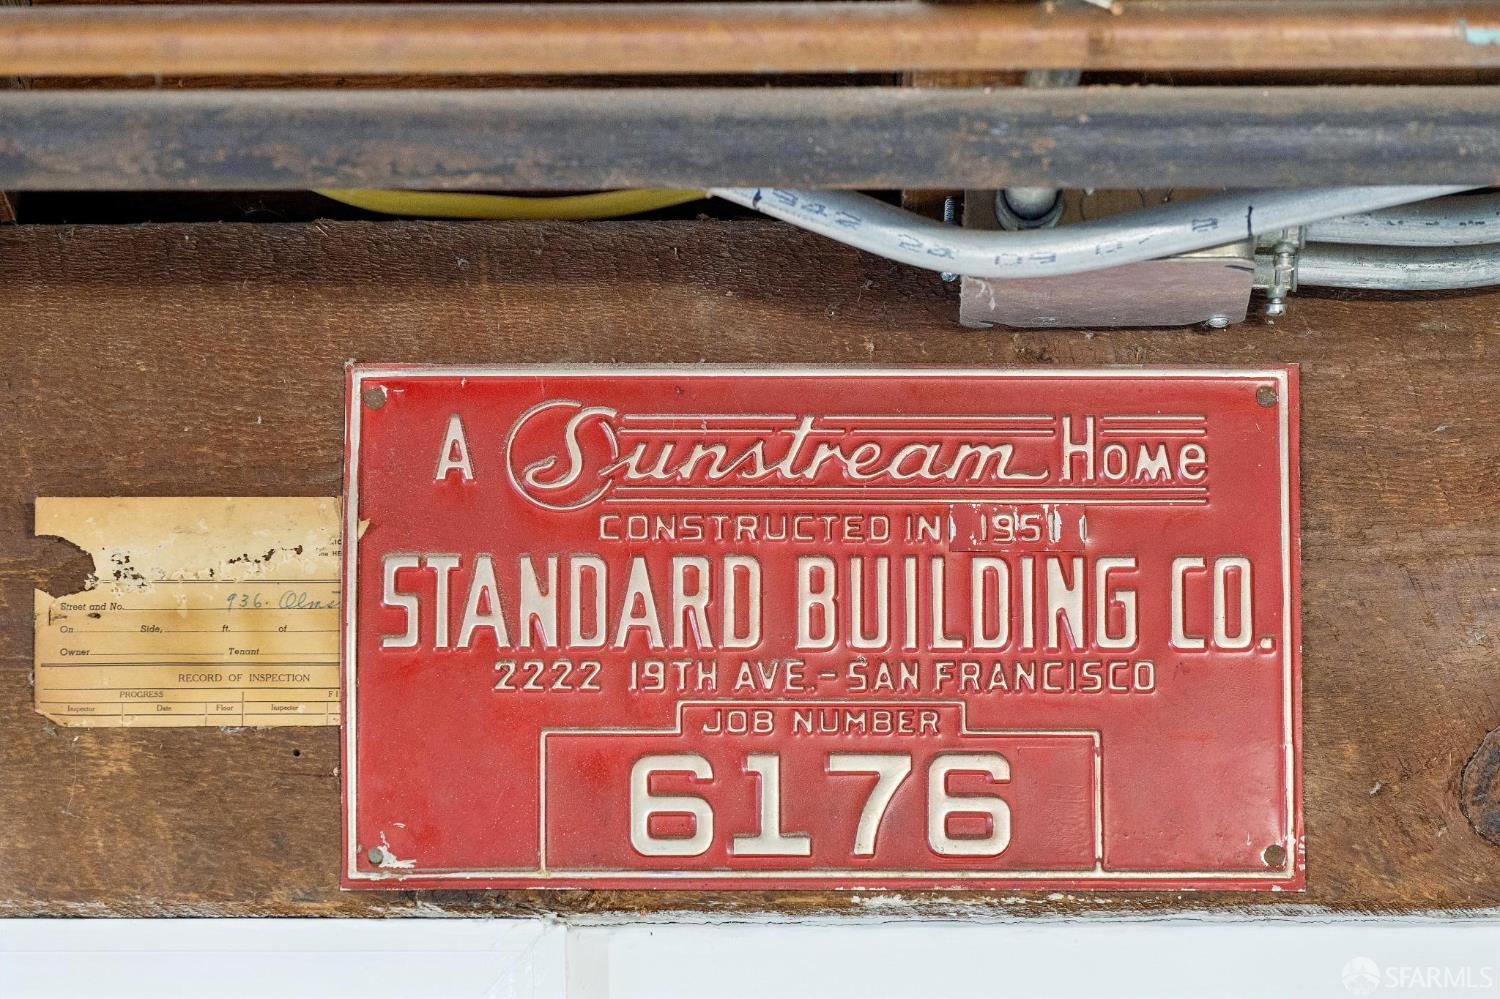 A Sunstream Home
CONSTRUCTED IN 1951
STANDARD BUILDING CO.
2222 19TH AVE.-SAN FRANCISCO
JOB NUMBER
6176
Street and No. 936. Olms
On Side, ft. of
Owner Tenant
RECORD OF INSPECTION
PROGRESS FI
Inspector Date Floor Inspector
SFARMLS